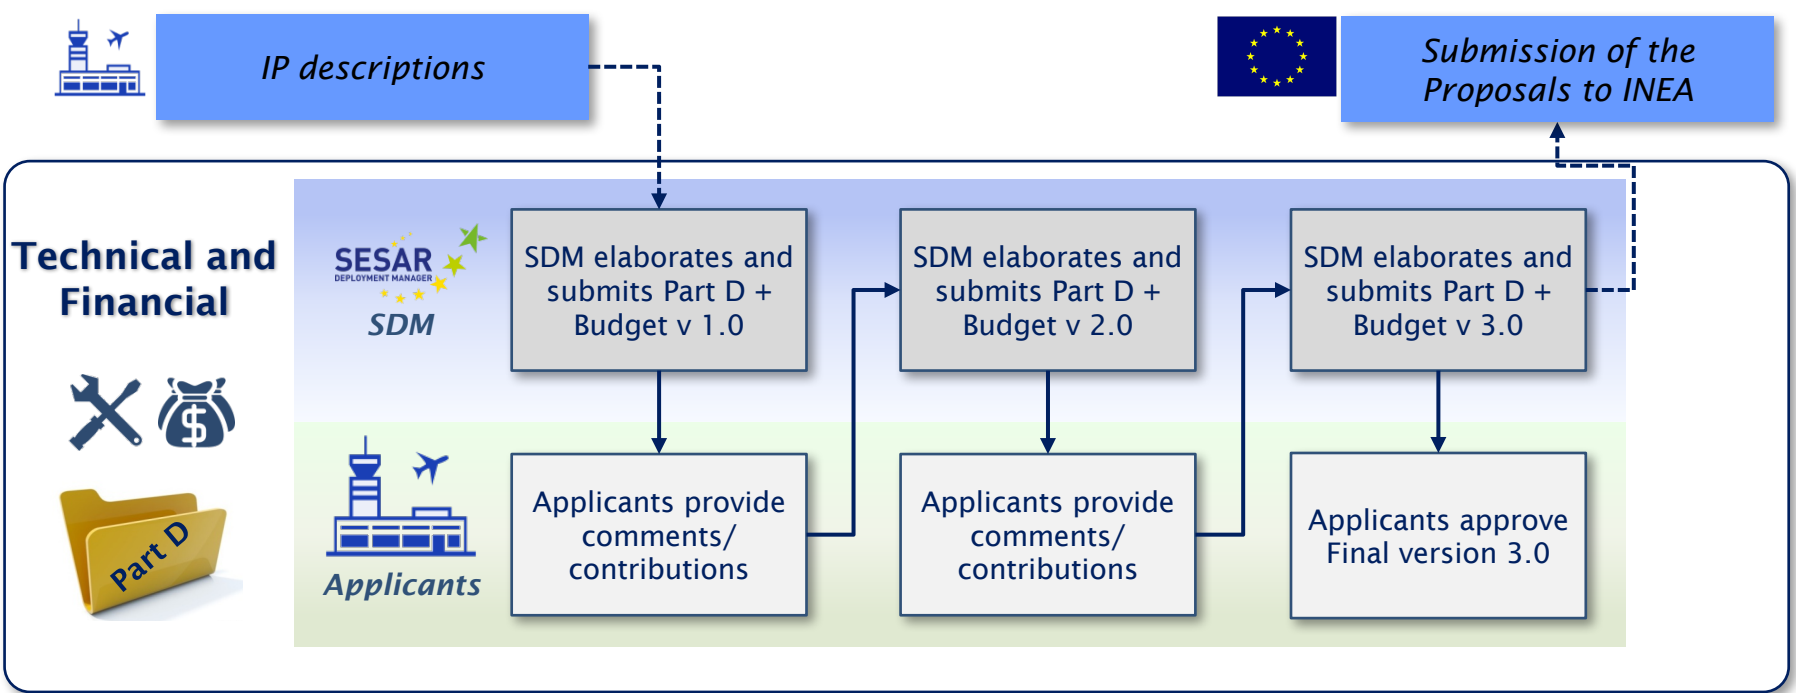 IP descriptions
Submission of the
Proposals to INEA
Technical and
Financial
SESAR
DEPLOYMENT MANAGER
SDM
SDM elaborates and
submits Part D +
Budget v 1.0
SDM elaborates and
submits Part D +
Budget v 2.0
SDM elaborates and
submits Part D +
Budget v 3.0
$
Part D
Applicants
Applicants provide
comments/
contributions
Applicants provide
comments/
contributions
Applicants approve
Final version 3.0